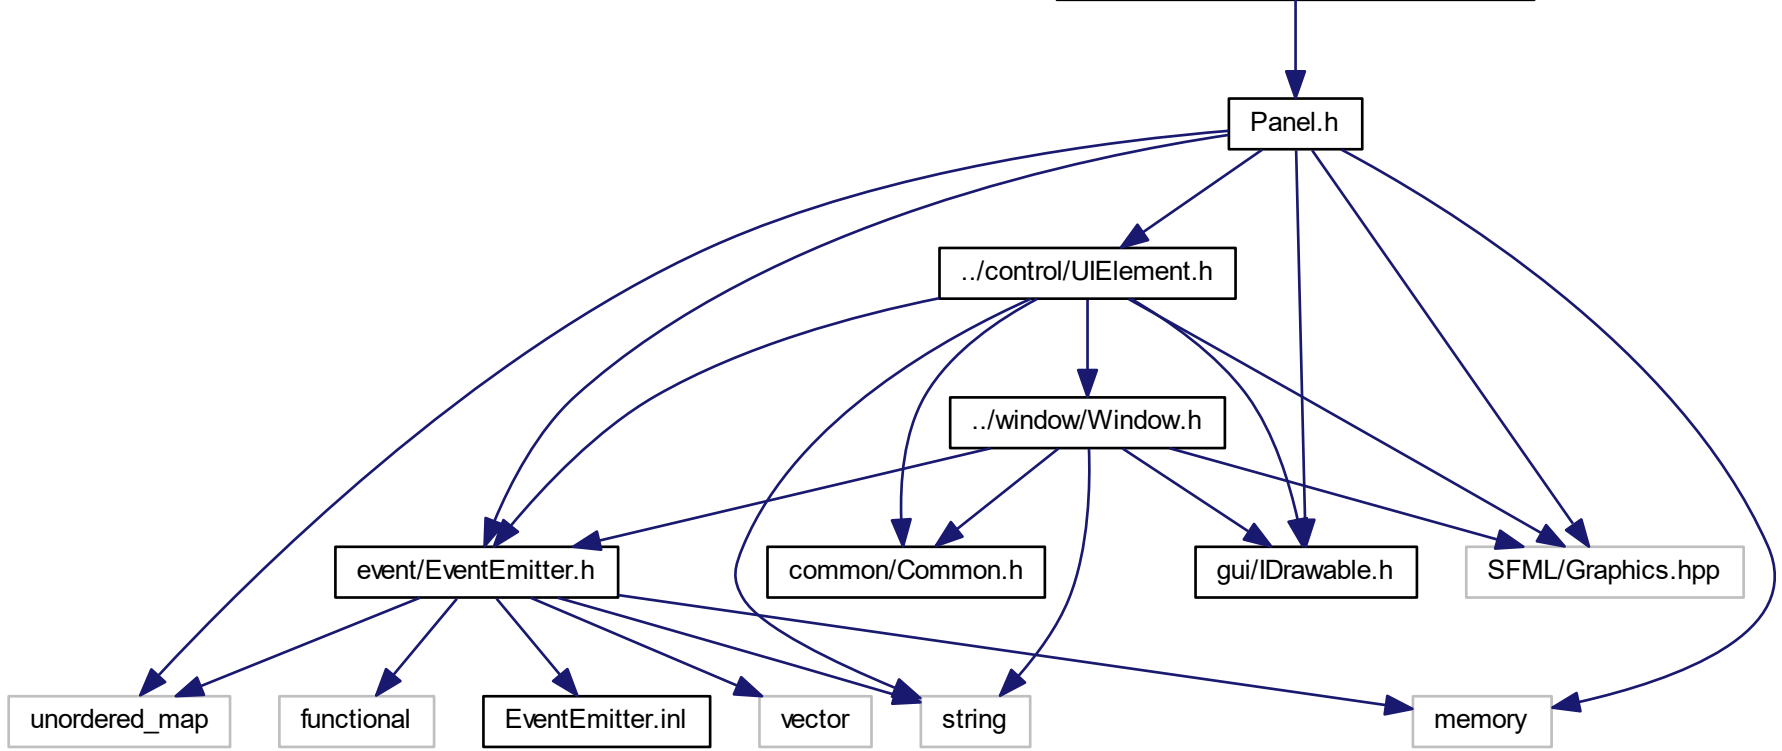 Panel.h
../control/UIElement.h
../window/Window.h
event/EventEmitter.h
common/Common.h
gui/IDrawable.h
SFML/Graphics.hpp
unordered_map
functional
EventEmitter.inl
vector
string
memory